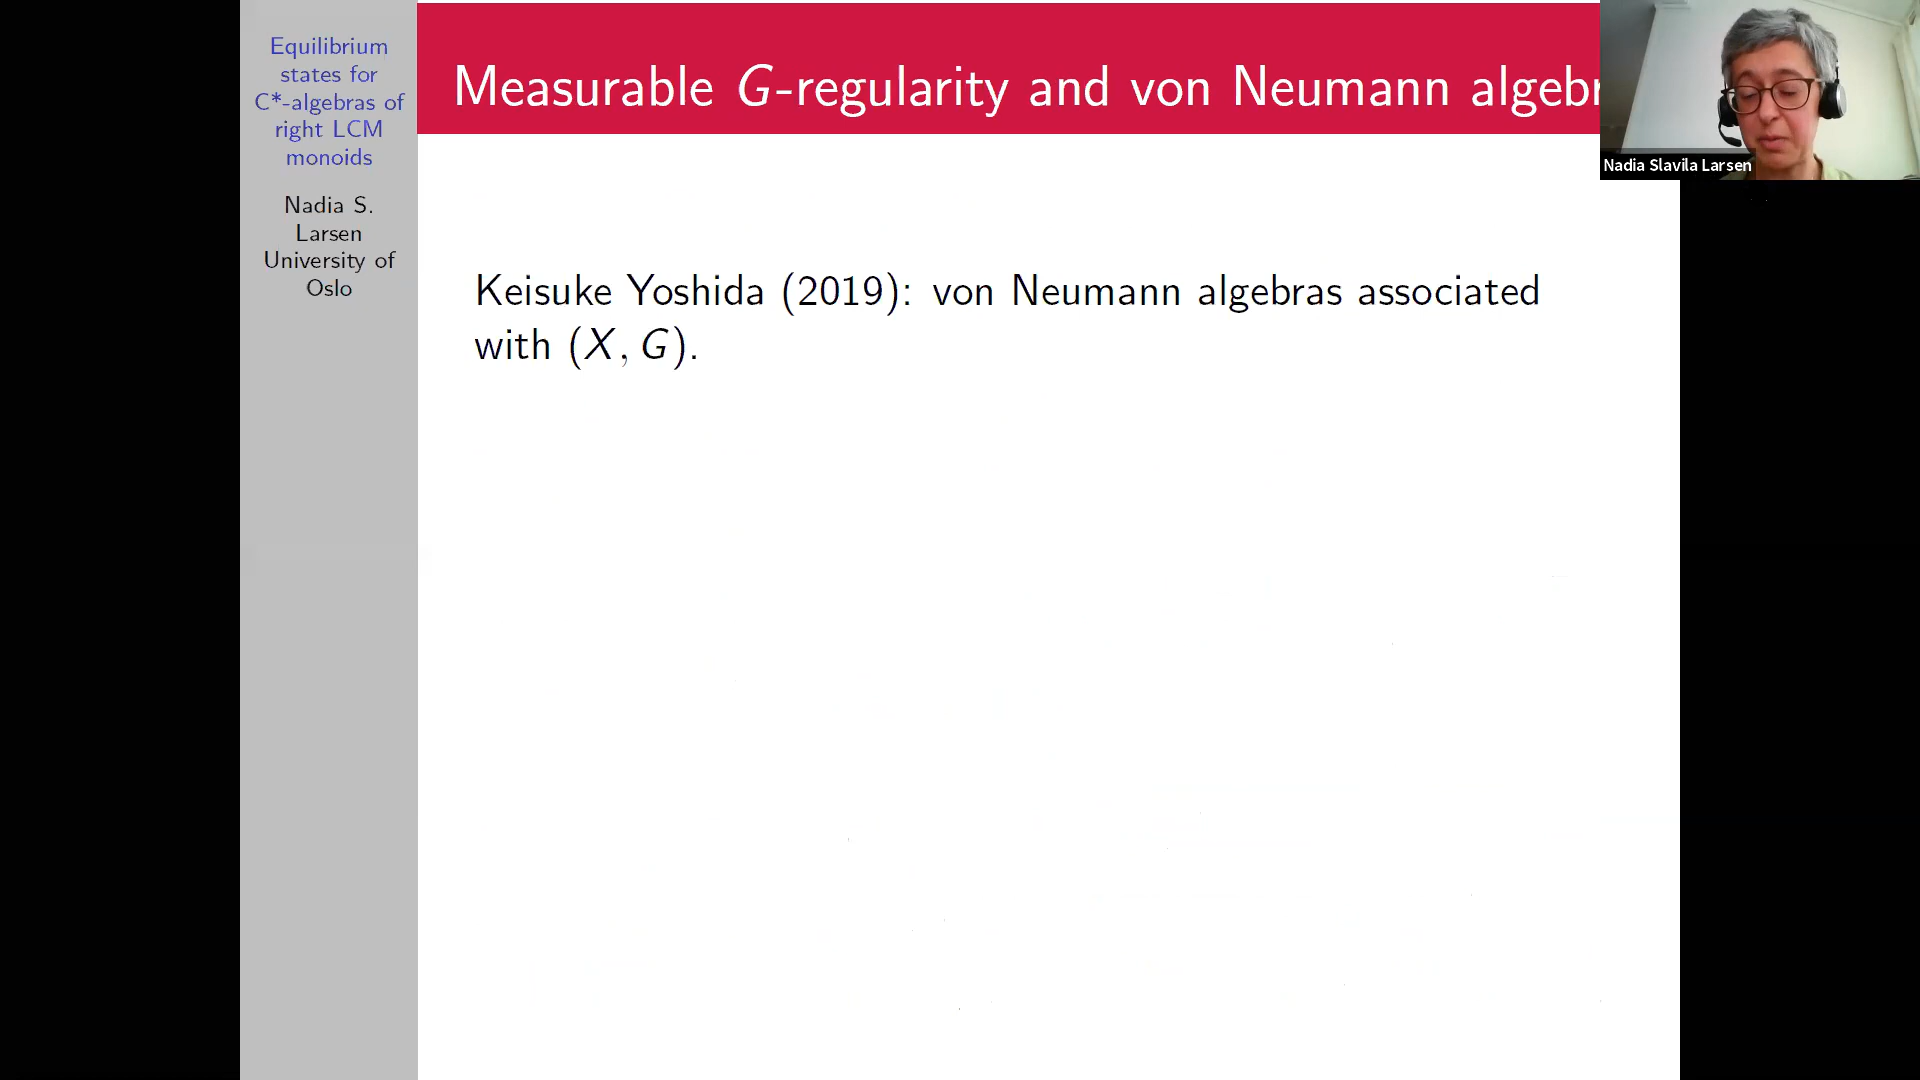 Equilibrium
states for
C*-algebras of
right LCM
monoids
Nadia S.
Larsen
University of
Oslo
Measurable G-regularity and von Neumann algebr
Keisuke Yoshida (2019): von Neumann algebras associated
with (X, G).
Nadia Slavila Larsen